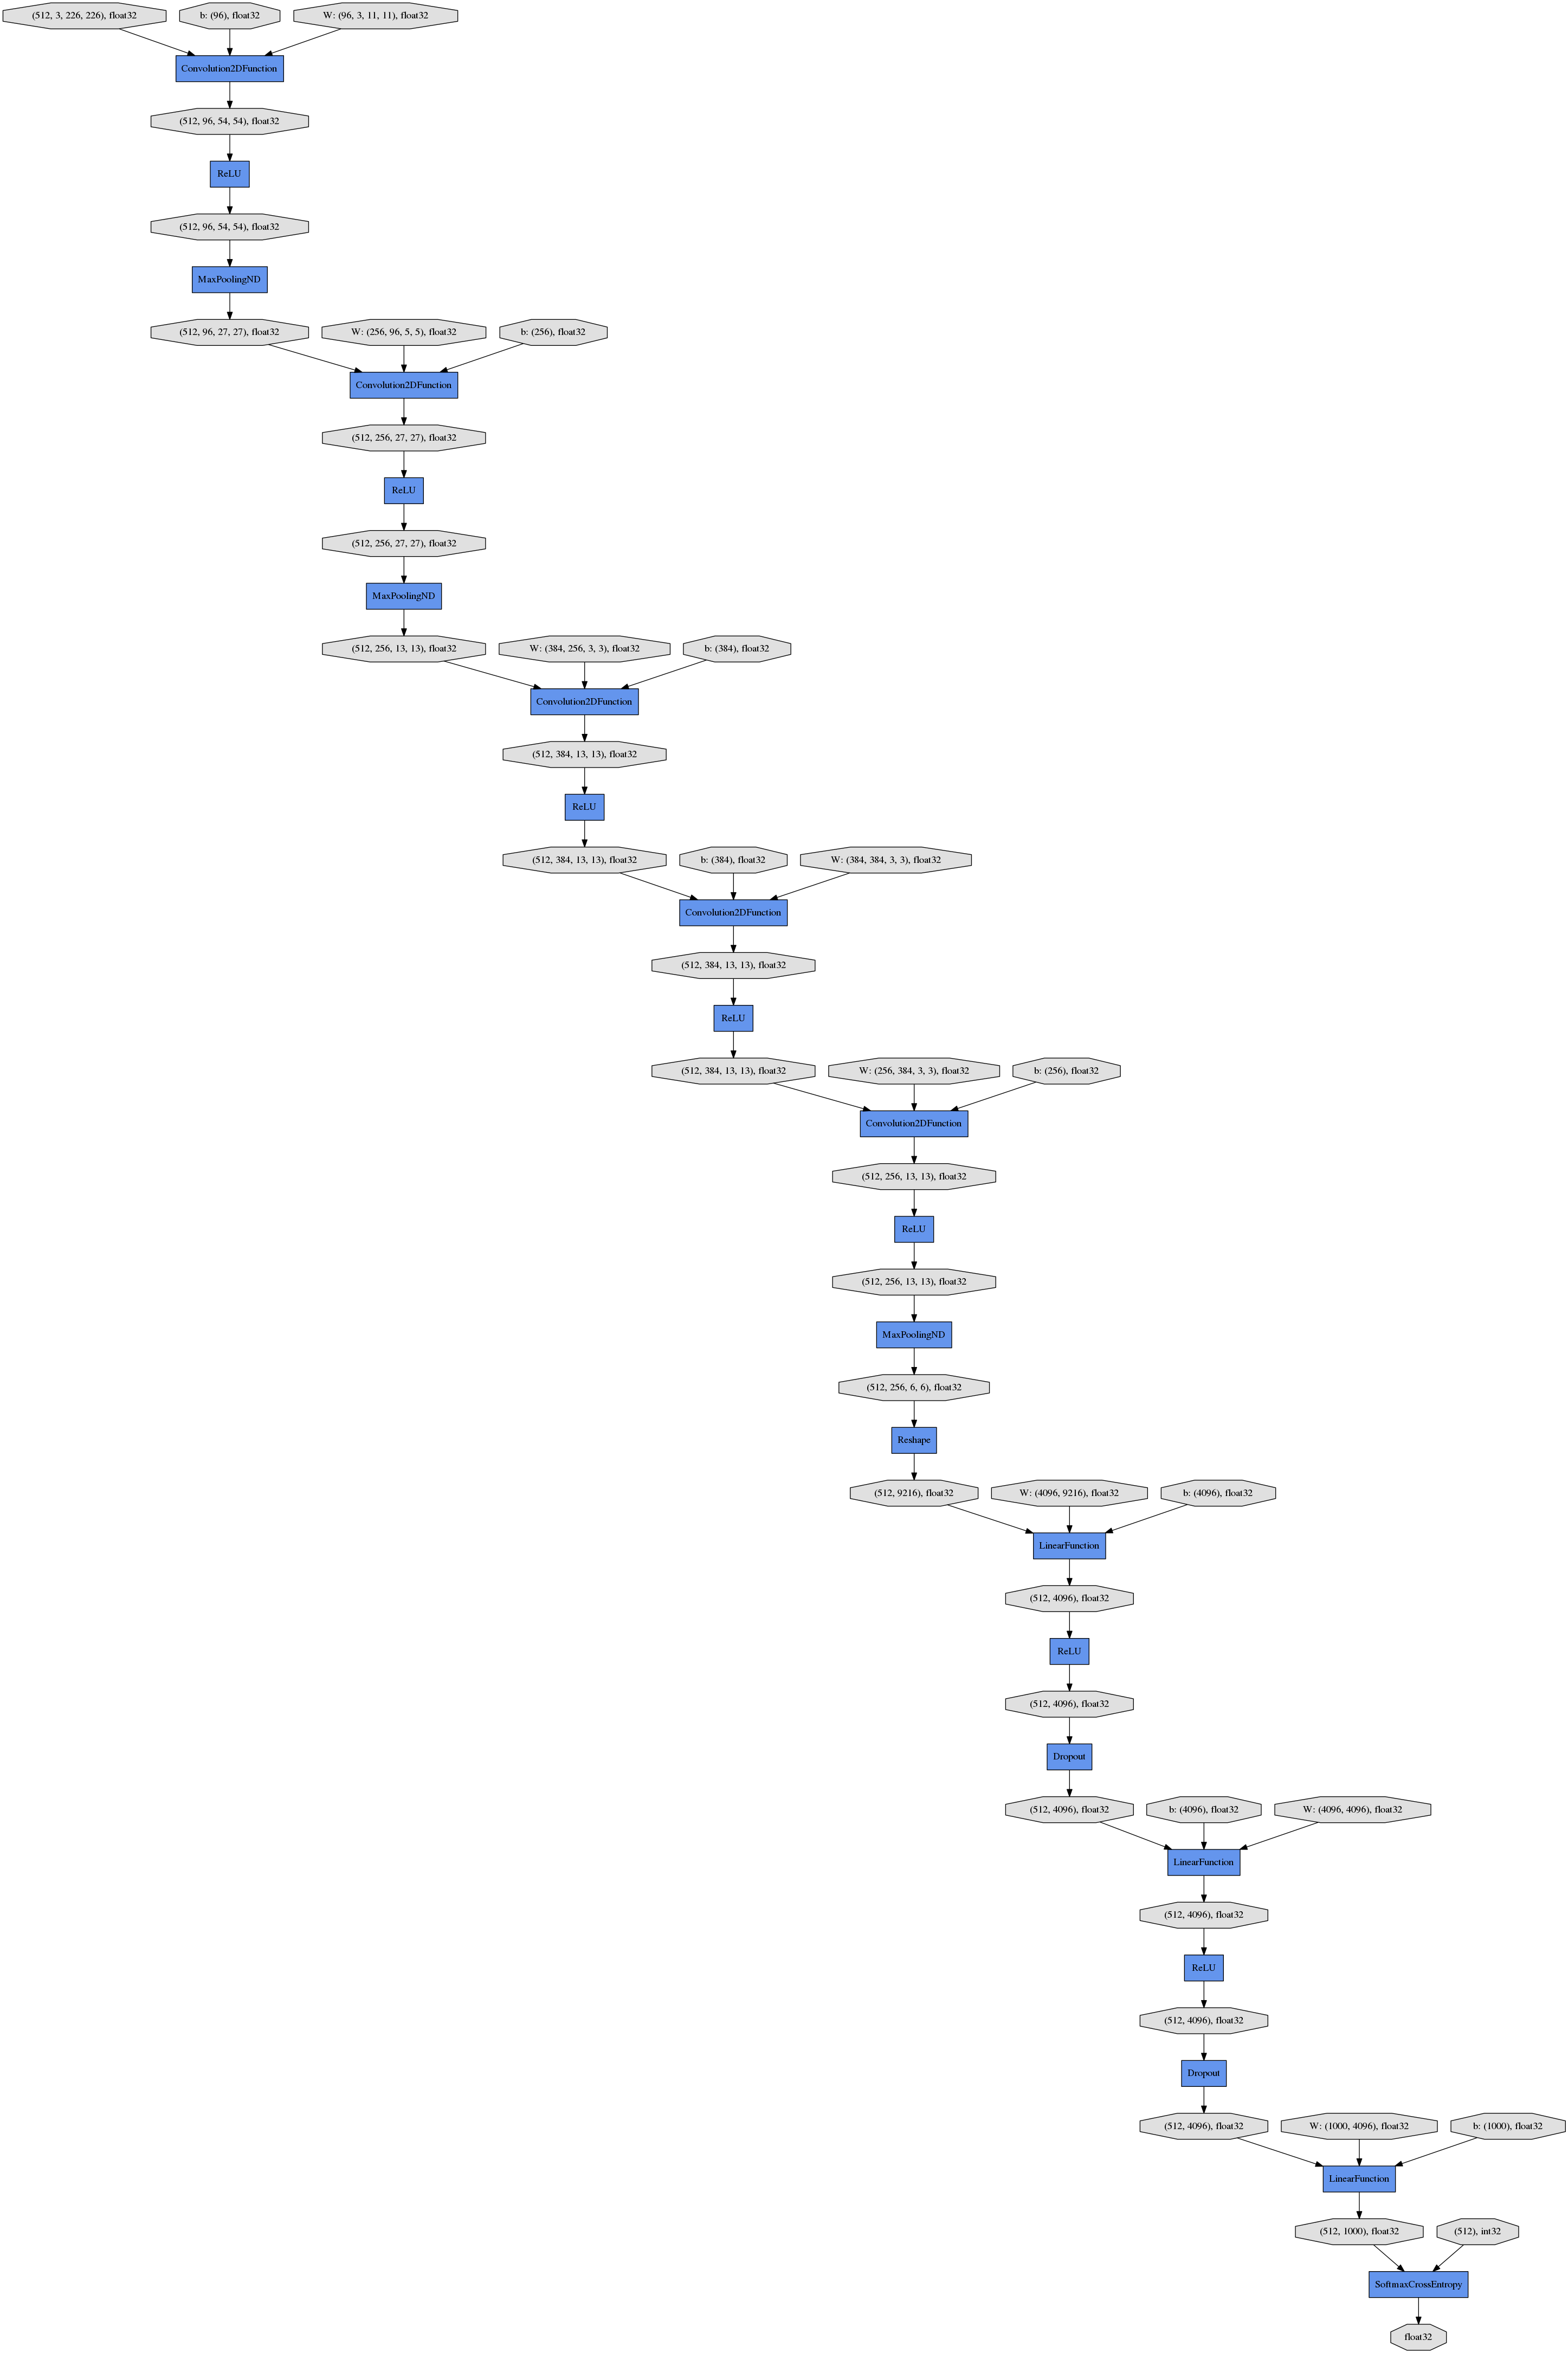 (512, 3, 226, 226), float32
b: (96), float32
W: (96, 3, 11, 11), float32
Convolution2DFunction
(512, 96, 54, 54), float32
ReLU
(512, 96, 54, 54), float32
MaxPoolingND
(512, 96, 27, 27), float32
W: (256, 96, 5, 5), float32
b: (256), float32
Convolution2DFunction
(512, 256, 27, 27), float32
ReLU
(512, 256, 27, 27), float32
MaxPoolingND
(512, 256, 13, 13), float32
W: (384, 256, 3, 3), float32
b: (384), float32
Convolution2DFunction
(512, 384, 13, 13), float32
ReLU
(512, 384, 13, 13), float32
b: (384), float32
W: (384, 384, 3, 3), float32
Convolution2DFunction
(512, 384, 13, 13), float32
ReLU
(512, 384, 13, 13), float32
W: (256, 384, 3, 3), float32
b: (256), float32
Convolution2DFunction
(512, 256, 13, 13), float32
ReLU
(512, 256, 13, 13), float32
MaxPoolingND
(512, 256, 6, 6), float32
Reshape
(512, 9216), float32
W: (4096, 9216), float32
b: (4096), float32
LinearFunction
(512, 4096), float32
ReLU
(512, 4096), float32
Dropout
(512, 4096), float32
b: (4096), float32
W: (4096, 4096), float32
LinearFunction
(512, 4096), float32
ReLU
(512, 4096), float32
Dropout
(512, 4096), float32
W: (1000, 4096), float32
b: (1000), float32
LinearFunction
(512, 1000), float32
(512), int32
SoftmaxCrossEntropy
float32